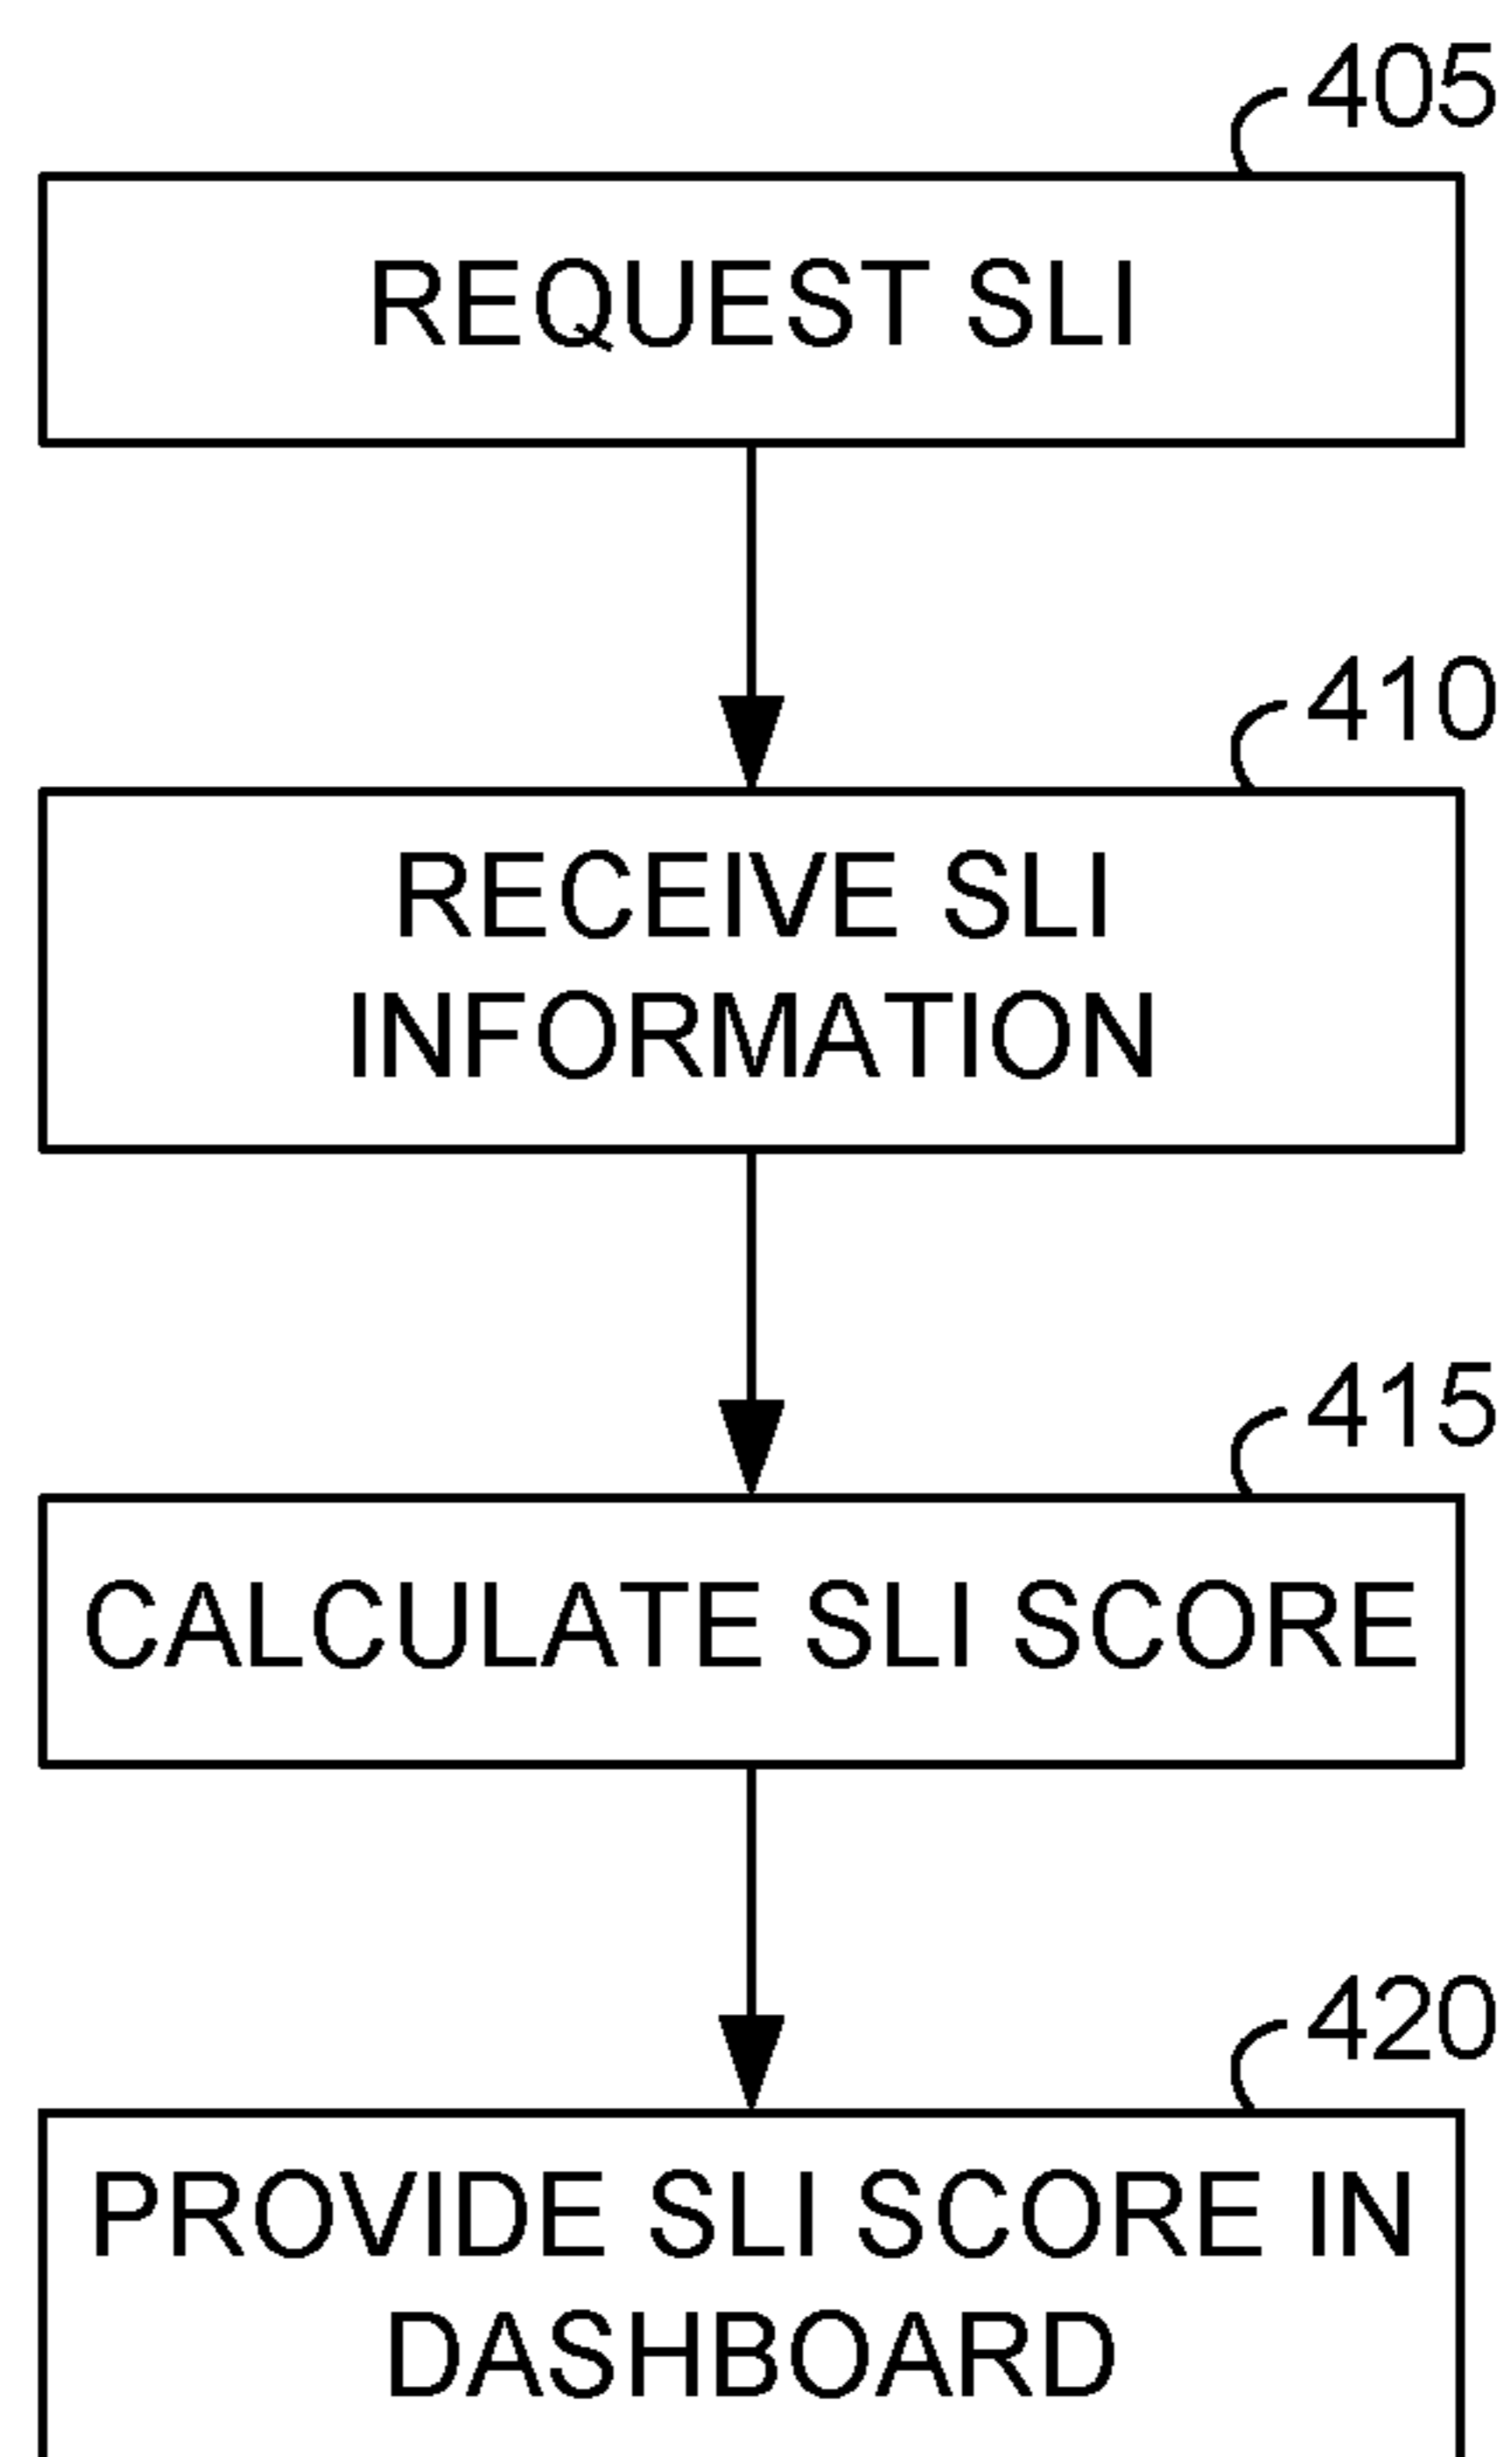 405
REQUEST SLI
410
RECEIVE SLI
INFORMATION
415
CALCULATE SLI SCORE
420
PROVIDE SLI SCORE IN
DASHBOARD